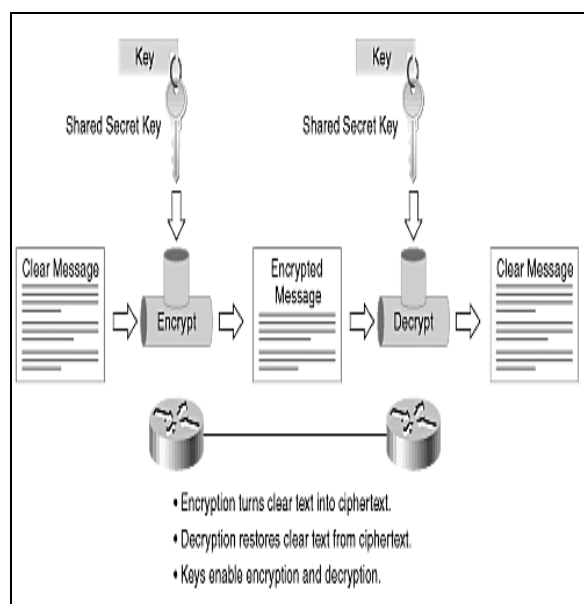 Key
Key
Shared Secret Key
Shared Secret Key
Clear Message
Encrypt
Encrypted
Message
Decrypt
Clear Message
• Encryption turns clear text into ciphertext.
• Decryption restores clear text from ciphertext.
• Keys enable encryption and decryption.